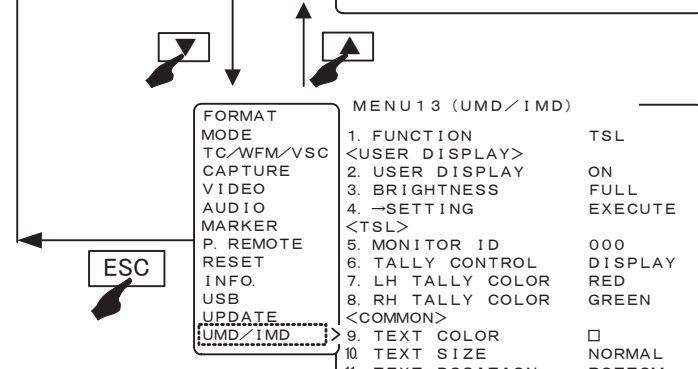 FORMAT
MODE
TC/WFM/VSC
CAPTURE
VIDEO
AUDIO
MARKER
P. REMOTE
RESET
INFO.
USB
UPDATE
UMD/IMD
ESC
MENU13 (UMD/IMD)
1. FUNCTION TSL
<USER DISPLAY>
2. USER DISPLAY ON
3. BRIGHTNESS FULL
4. →SETTING EXECUTE
<TSL>
5. MONITOR ID 000
6. TALLY CONTROL DISPLAY
7. LH TALLY COLOR RED
8. RH TALLY COLOR GREEN
<COMMON>
9. TEXT COLOR □
10. TEXT SIZE NORMAL